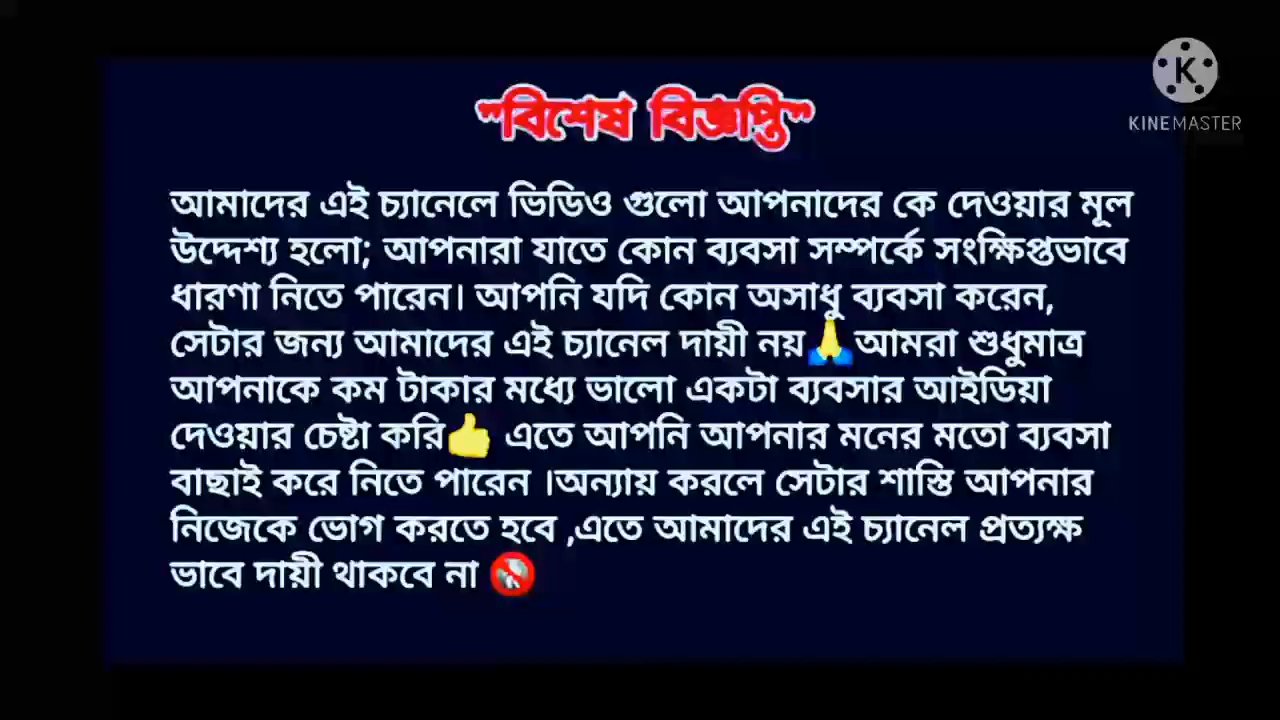 "বিশেষ বিজ্ঞপ্তি"
KINEMASTER
আমাদের এই চ্যানেলে ভিডিও গুলো আপনাদের কে দেওয়ার মূল
উদ্দেশ্য হলো; আপনারা যাতে কোন ব্যবসা সম্পর্কে সংক্ষিপ্তভাবে
ধারণা নিতে পারেন। আপনি যদি কোন অসাধু ব্যবসা করেন,
সেটার জন্য আমাদের এই চ্যানেল দায়ী নয়🙏আমরা শুধুমাত্র
আপনাকে কম টাকার মধ্যে ভালো একটা ব্যবসার আইডিয়া
দেওয়ার চেষ্টা করি👍 এতে আপনি আপনার মনের মতো ব্যবসা
বাছাই করে নিতে পারেন ।অন্যায় করলে সেটার শাস্তি আপনার
নিজেকে ভোগ করতে হবে ,এতে আমাদের এই চ্যানেল প্রত্যক্ষ
ভাবে দায়ী থাকবে না